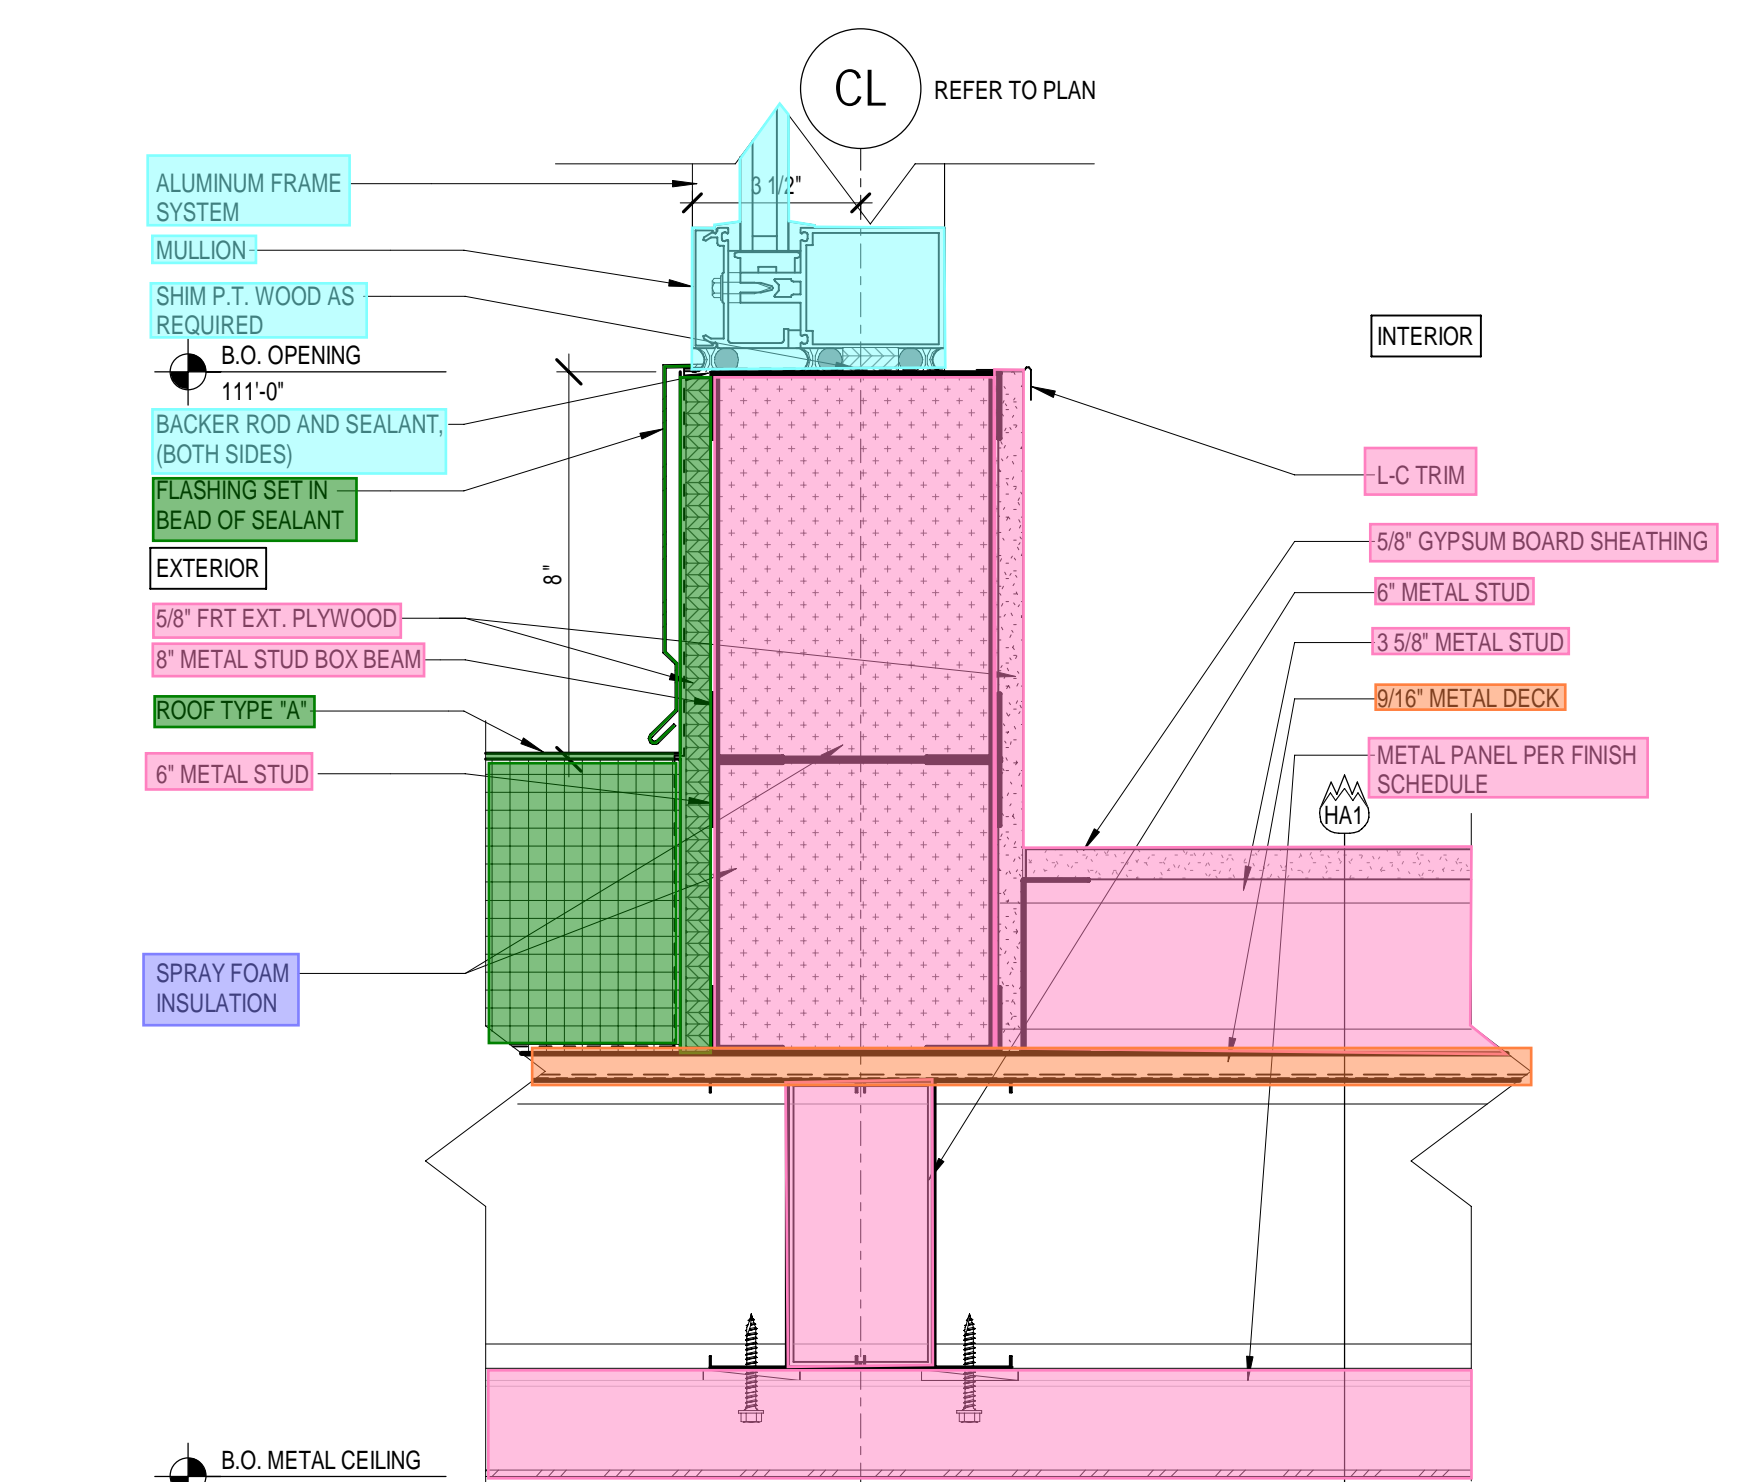 CL
REFER TO PLAN
3 1/2"
ALUMINUM FRAME
SYSTEM
MULLION
SHIM P.T. WOOD AS
REQUIRED
B.O. OPENING
111'-0"
BACKER ROD AND SEALANT,
(BOTH SIDES)
FLASHING SET IN
BEAD OF SEALANT
EXTERIOR
8"
5/8" FRT EXT. PLYWOOD
8" METAL STUD BOX BEAM
ROOF TYPE "A"
6" METAL STUD
SPRAY FOAM
INSULATION
B.O. METAL CEILING
INTERIOR
L-C TRIM
5/8" GYPSUM BOARD SHEATHING
6" METAL STUD
3 5/8" METAL STUD
9/16" METAL DECK
METAL PANEL PER FINISH
SCHEDULE
HA1